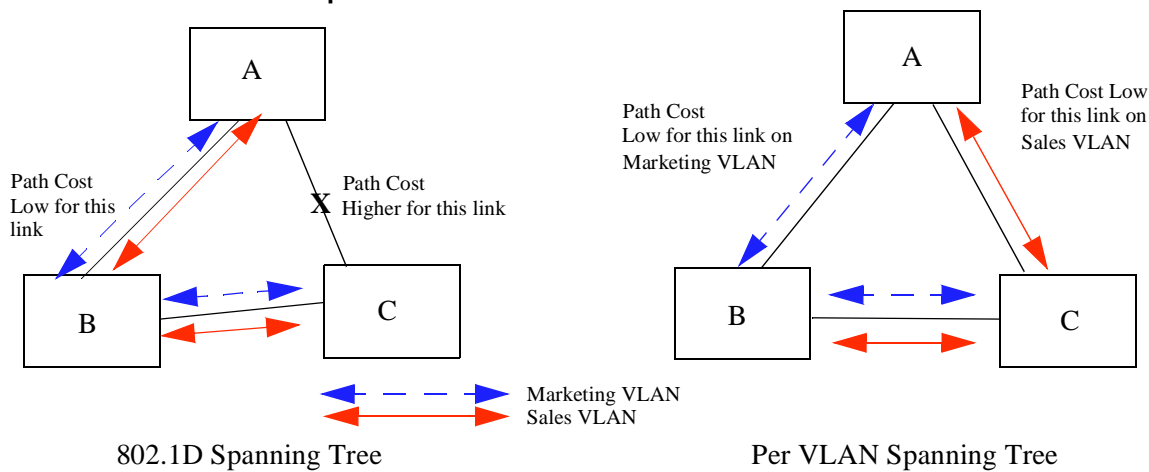 A
Path Cost
Low for this
link
X
Path Cost
Higher for this link
B
C
Marketing VLAN
Sales VLAN
802.1D Spanning Tree
A
Path Cost
Low for this link on
Marketing VLAN
Path Cost Low
for this link on
Sales VLAN
B
C
Per VLAN Spanning Tree